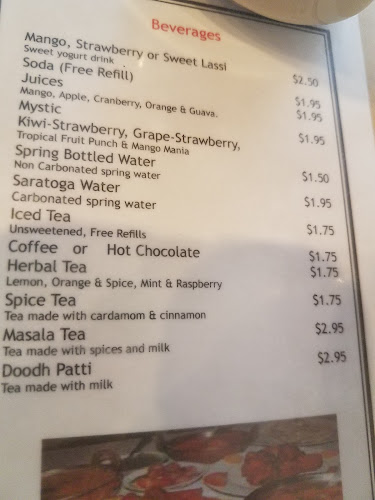 Beverages
Mango, Strawberry or Sweet Lassi $2.50
Sweet yogurt drink
Soda (Free Refill) $1.95
Juices $1.95
Mango, Apple, Cranberry, Orange & Guava.
Mystic $1.95
Kiwi-Strawberry, Grape-Strawberry,
Tropical Fruit Punch & Mango Mania
Spring Bottled Water $1.50
Non Carbonated spring water
Saratoga Water $1.95
Carbonated spring water
Iced Tea $1.75
Unsweetened, Free Refills
Coffee or Hot Chocolate $1.75
Herbal Tea $1.75
Lemon, Orange & Spice, Mint & Raspberry
Spice Tea $1.75
Tea made with cardamom & cinnamon
Masala Tea $2.95
Tea made with spices and milk
Doodh Patti $2.95
Tea made with milk